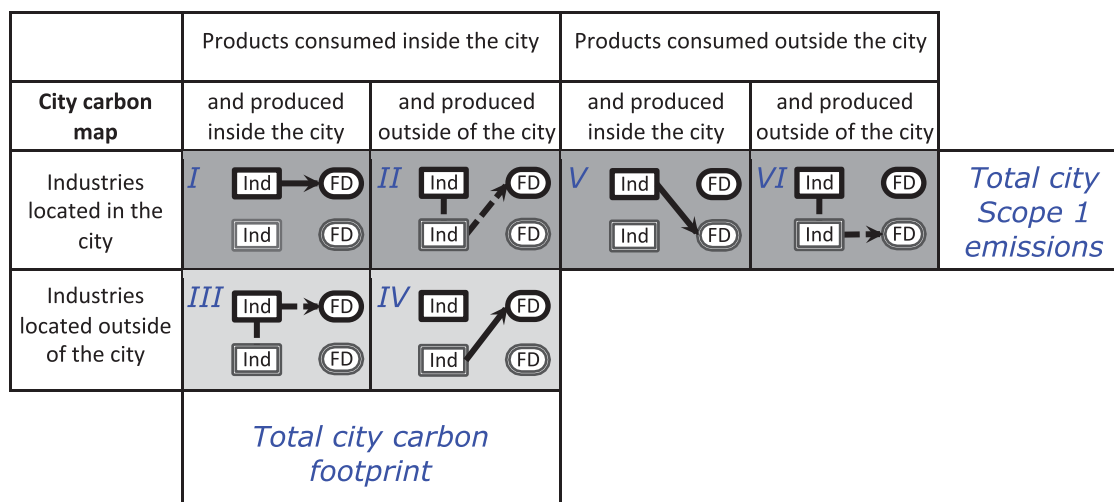 Products consumed inside the city
Products consumed outside the city
City carbon
map
and produced
inside the city
and produced
outside of the city
and produced
inside the city
and produced
outside of the city
Industries
located in the
city
I
Ind
FD
Ind
FD
II
Ind
FD
Ind
FD
V
Ind
FD
Ind
FD
VI
Ind
FD
Ind
FD
Total city
Scope 1
emissions
Industries
located outside
of the city
III
Ind
FD
Ind
FD
IV
Ind
FD
Ind
FD
Total city carbon
footprint